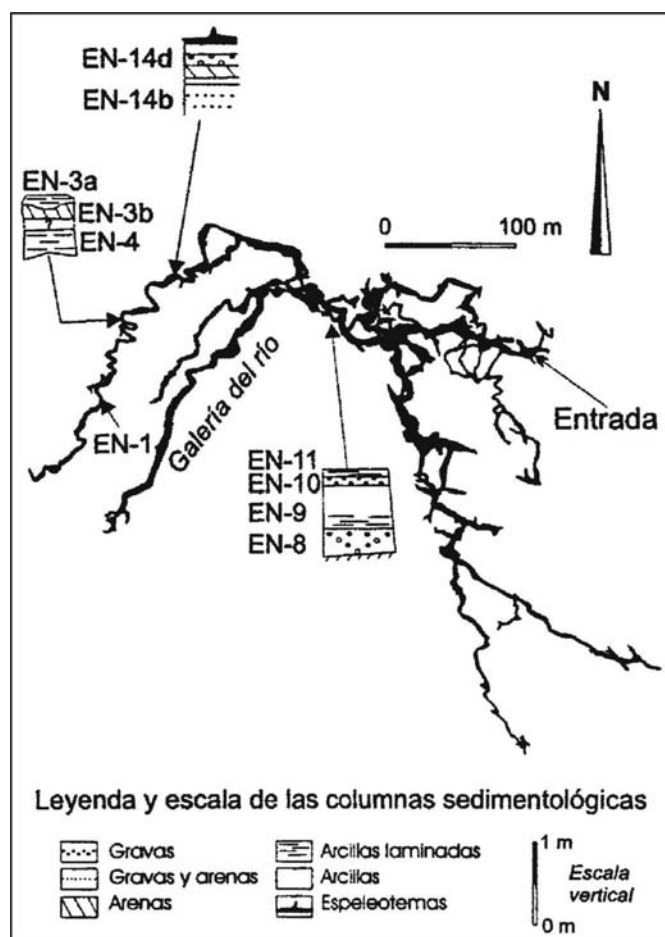 EN-14d
EN-14b
N
EN-3a
EN-3b
EN-4
0 100 m
Galería del río
Entrada
EN-1
EN-11
EN-10
EN-9
EN-8
Leyenda y escala de las columnas sedimentológicas
Gravas
Gravas y arenas
Arenas
Arcillas laminadas
Arcillas
Espeleotemas
1 m
Escala
vertical
0 m